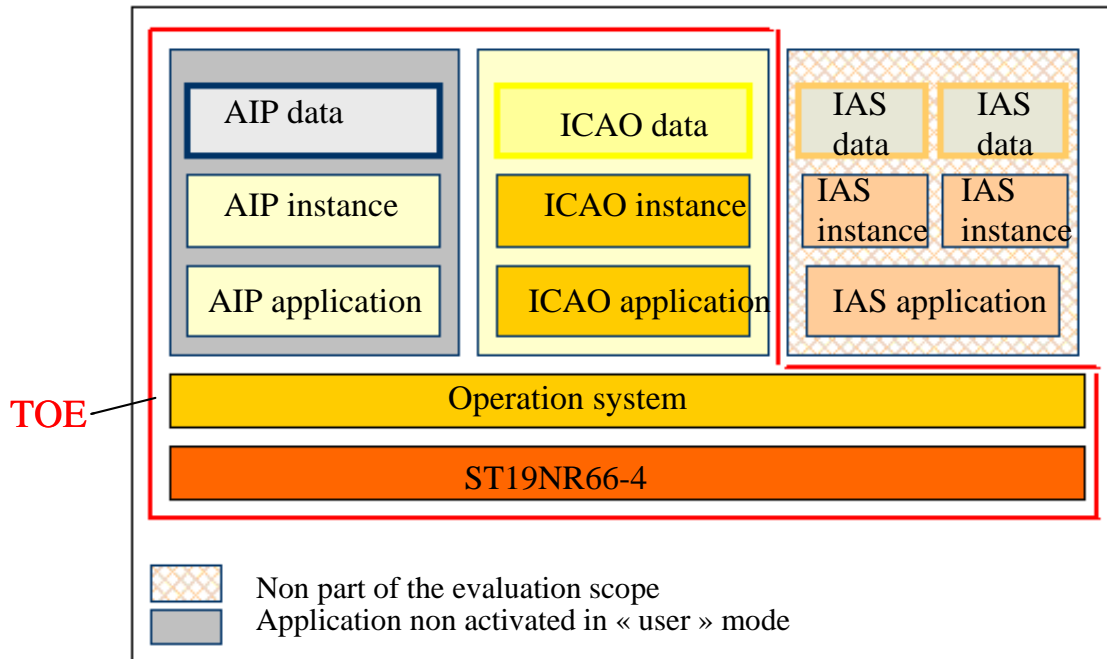 AIP data
ICAO data
IAS
data
IAS
data
AIP instance
ICAO instance
IAS
instance
IAS
instance
AIP application
ICAO application
IAS application
TOE
Operation system
ST19NR66-4
Non part of the evaluation scope
Application non activated in « user » mode